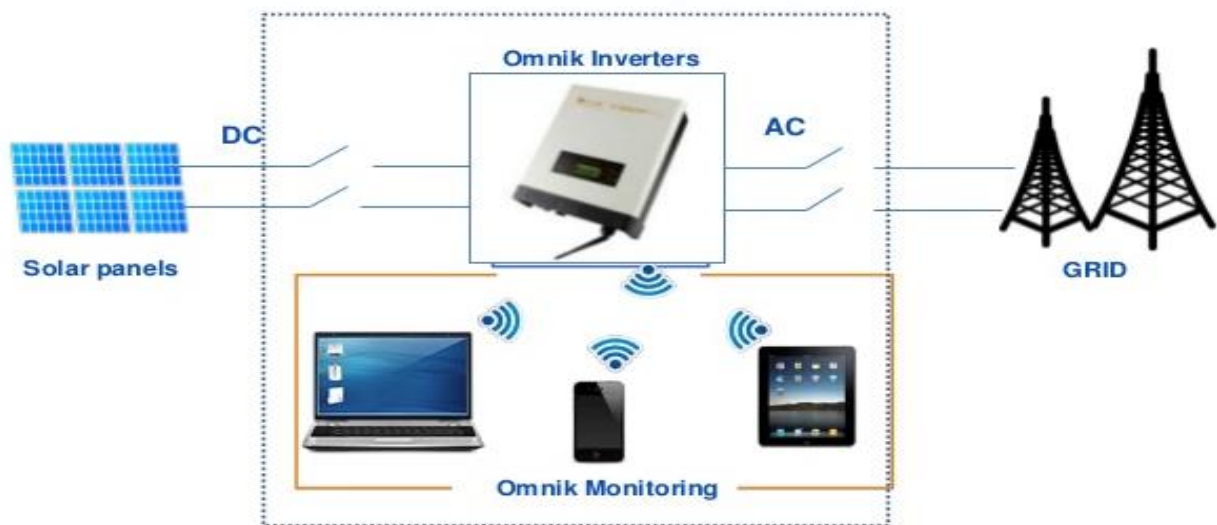 Omnik Inverters
DC
AC
Solar panels
GRID
Omnik Monitoring